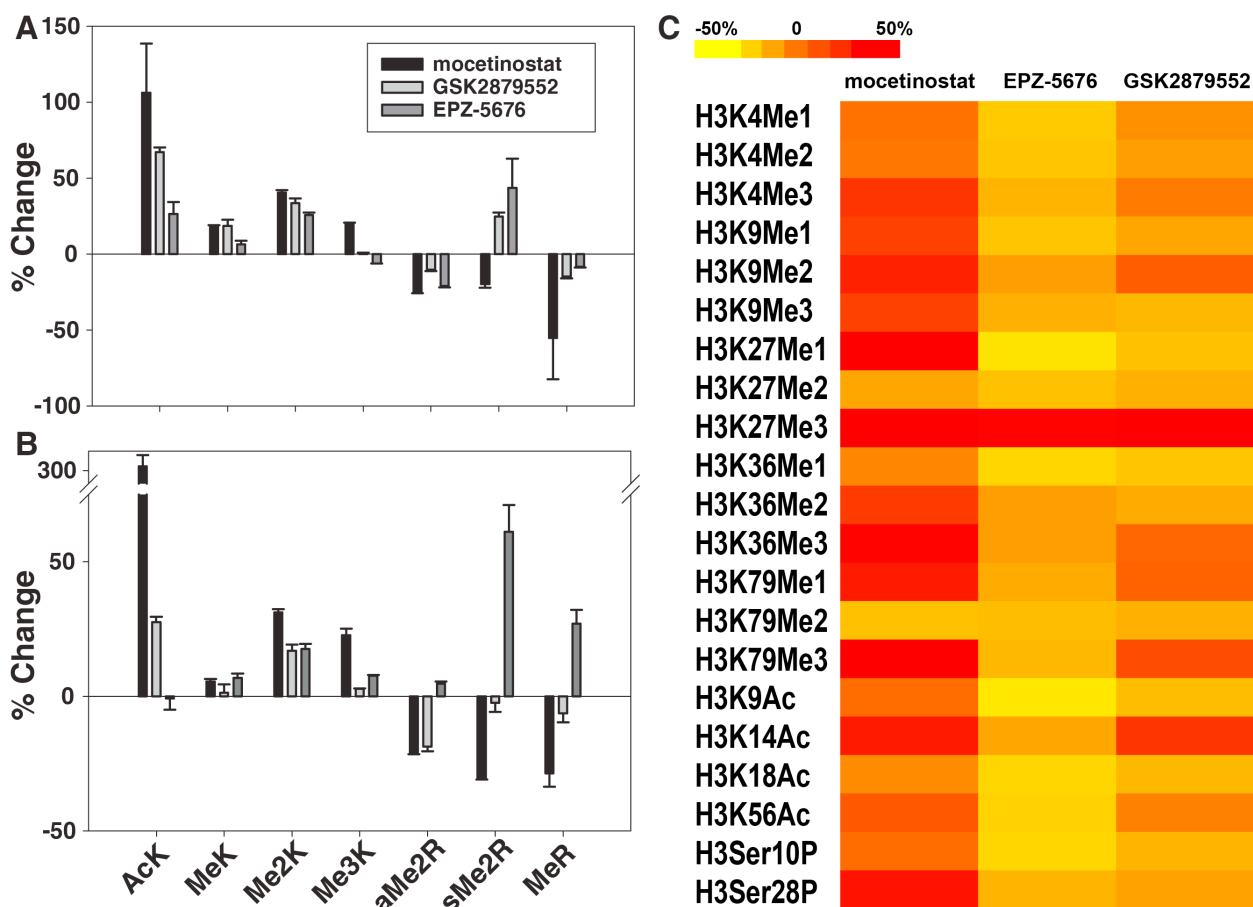 A
150
100
50
0
-50
-100
% Change
mocetinostat
GSK2879552
EPZ-5676
B
300
50
0
-50
% Change
AcK
MeK
Me2K
Me3K
aMe2R
sMe2R
MeR
C
-50% 0 50%
mocetinostat EPZ-5676 GSK2879552
H3K4Me1
H3K4Me2
H3K4Me3
H3K9Me1
H3K9Me2
H3K9Me3
H3K27Me1
H3K27Me2
H3K27Me3
H3K36Me1
H3K36Me2
H3K36Me3
H3K79Me1
H3K79Me2
H3K79Me3
H3K9Ac
H3K14Ac
H3K18Ac
H3K56Ac
H3Ser10P
H3Ser28P